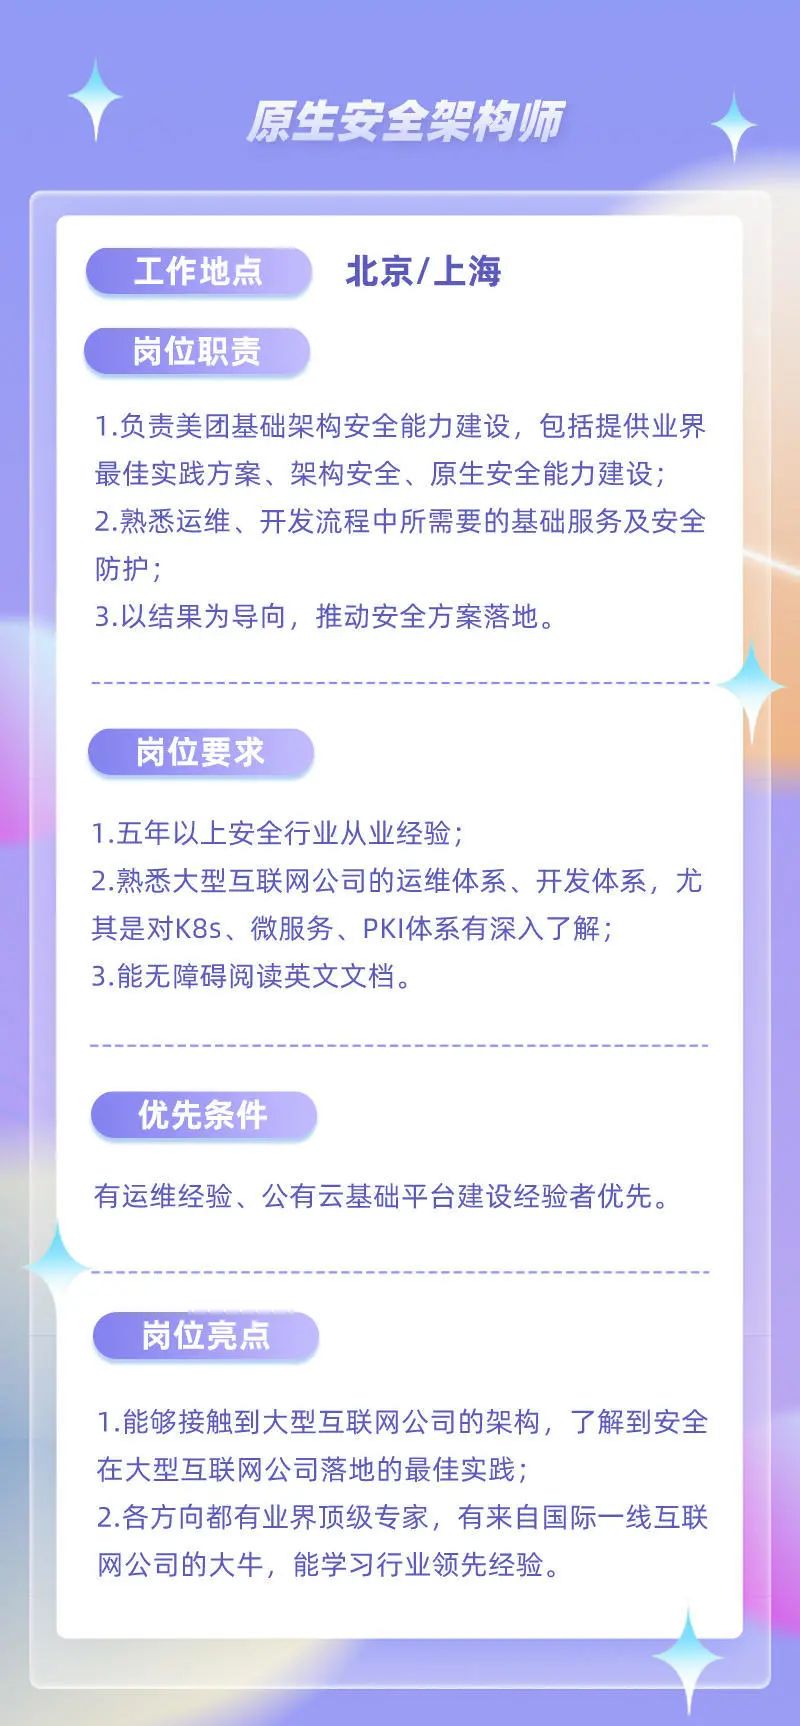 原生安全架构师
工作地点 北京/上海
岗位职责
1.负责美团基础架构安全能力建设，包括提供业界
最佳实践方案、架构安全、原生安全能力建设；
2.熟悉运维、开发流程中所需要的基础服务及安全
防护；
3.以结果为导向，推动安全方案落地。
岗位要求
1.五年以上安全行业从业经验；
2.熟悉大型互联网公司的运维体系、开发体系，尤
其是对K8s、微服务、PKI体系有深入了解；
3.能无障碍阅读英文文档。
优先条件
有运维经验、公有云基础平台建设经验者优先。
岗位亮点
1.能够接触到大型互联网公司的架构，了解到安全
在大型互联网公司落地的最佳实践；
2.各方向都有业界顶级专家，有来自国际一线互联
网公司的大牛，能学习行业领先经验。